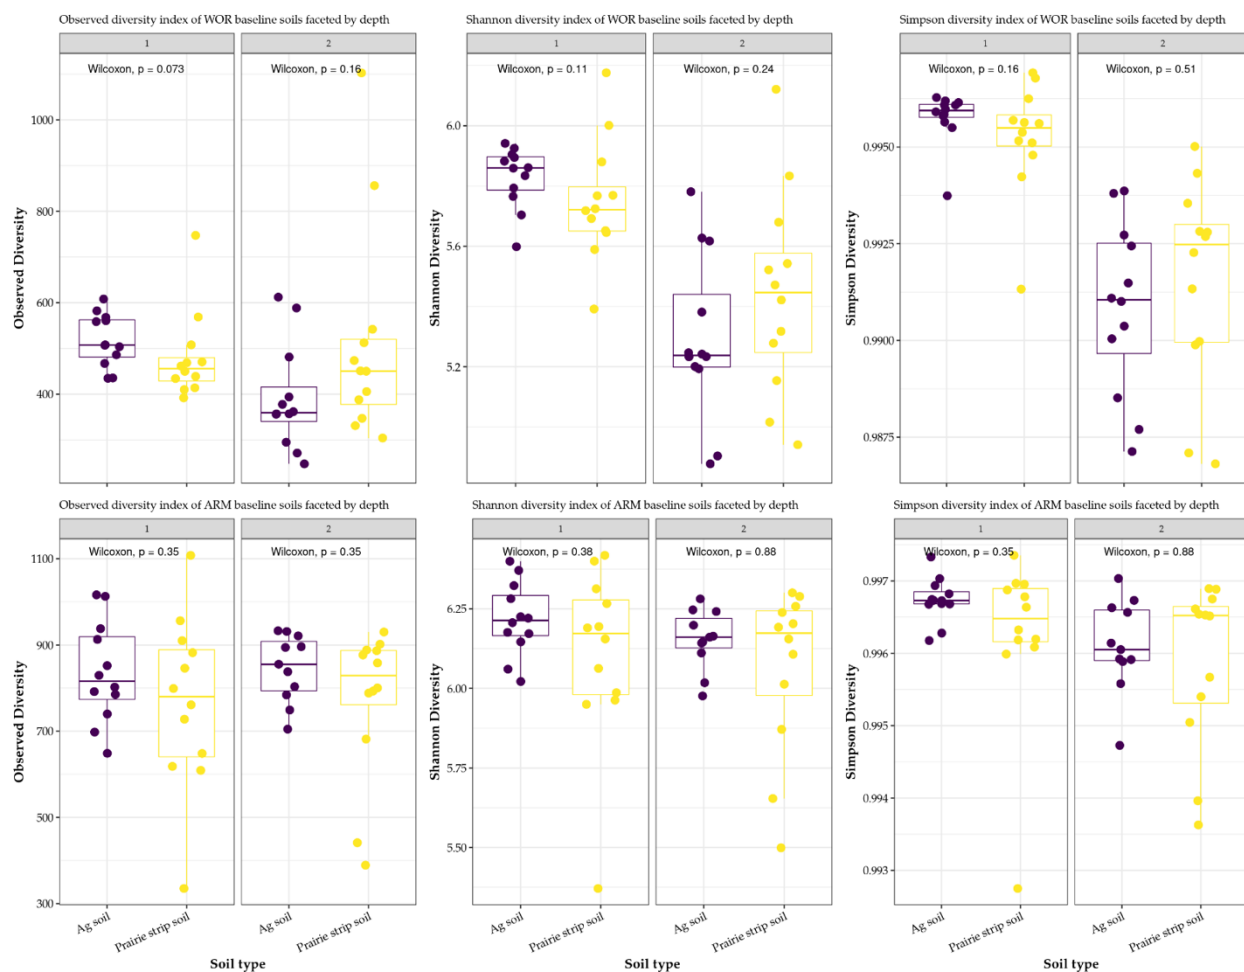 Observed diversity index of WOR baseline soils faceted by depth
1
2
Wilcoxon, p = 0.073
Wilcoxon, p = 0.16
Observed Diversity
1000
800
600
400
Shannon diversity index of WOR baseline soils faceted by depth
1
2
Wilcoxon, p = 0.11
Wilcoxon, p = 0.24
Shannon Diversity
6.0
5.6
5.2
Simpson diversity index of WOR baseline soils faceted by depth
1
2
Wilcoxon, p = 0.16
Wilcoxon, p = 0.51
Simpson Diversity
0.9950
0.9925
0.9900
0.9875
Observed diversity index of ARM baseline soils faceted by depth
1
2
Wilcoxon, p = 0.35
Wilcoxon, p = 0.35
Observed Diversity
1100
900
700
500
300
Ag soil
Prairie strip soil
Ag soil
Prairie strip soil
Soil type
Shannon diversity index of ARM baseline soils faceted by depth
1
2
Wilcoxon, p = 0.38
Wilcoxon, p = 0.88
Shannon Diversity
6.25
6.00
5.75
5.50
Ag soil
Prairie strip soil
Ag soil
Prairie strip soil
Soil type
Simpson diversity index of ARM baseline soils faceted by depth
1
2
Wilcoxon, p = 0.35
Wilcoxon, p = 0.88
Simpson Diversity
0.997
0.996
0.995
0.994
0.993
Ag soil
Prairie strip soil
Ag soil
Prairie strip soil
Soil type